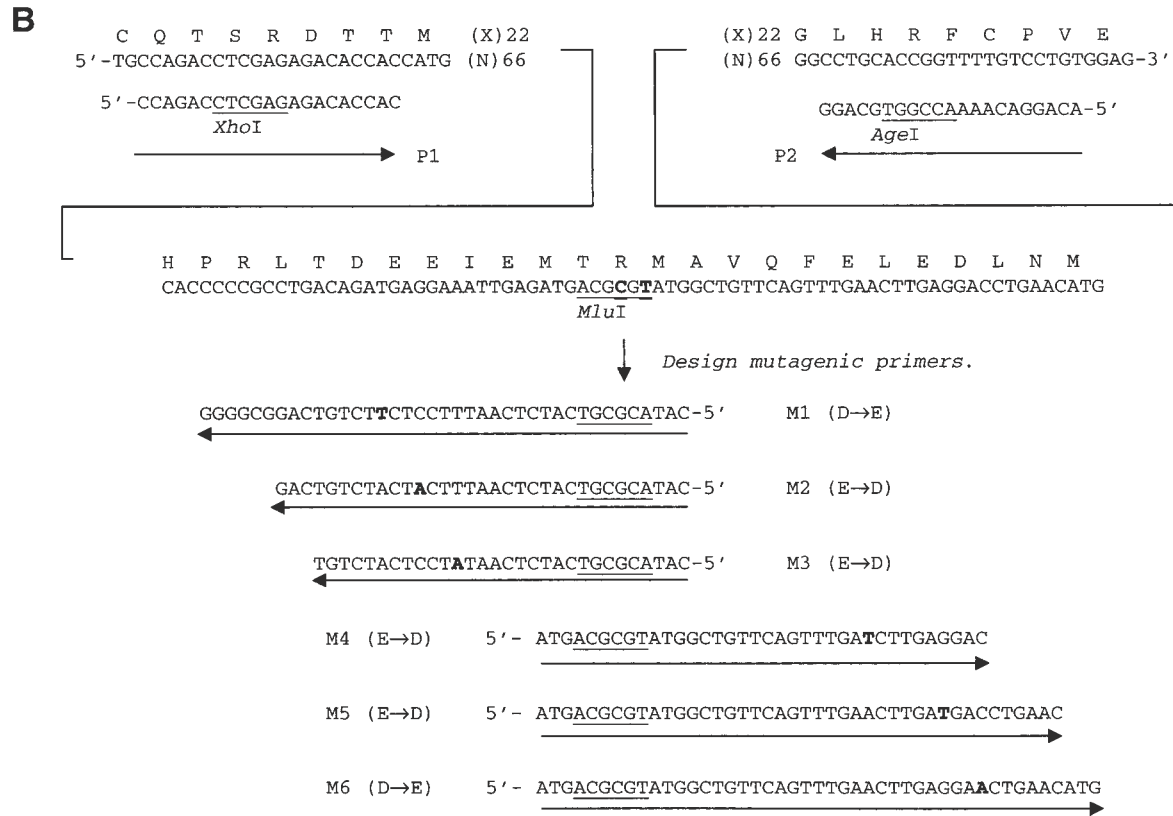 B
C Q T S R D T T M (X)22
5'-TGCCAGACCTCGAGAGACACCACCATG (N)66
5'-CCAGACCTCGAGAGACACCAC
XhoI
P1
(X)22 G L H R F C P V E
(N)66 GGCCTGCACCGGTTTTGTCCTGTGGAG-3'
GGACGTGGCCAAAACAGGACA-5'
AgeI
P2
H P R L T D E E I E M T R M A V Q F E L E D L N M
CACCCCCGCCTGACAGATGAGGAAATTGAGATGACGCGTATGGCTGTTCAGTTTGAACTTGAGGACCTGAACATG
MluI
Design mutagenic primers.
GGGGCGGACTGTCTTCTCCTTTAACTCTACTGCGCATAC-5' M1 (D→E)
GACTGTCTACTACTTTAACTCTACTGCGCATAC-5' M2 (E→D)
TGTCTACTCCTATAACTCTACTGCGCATAC-5' M3 (E→D)
M4 (E→D) 5'- ATGACGCGTATGGCTGTTCAGTTTGATCTTGAGGAC
M5 (E→D) 5'- ATGACGCGTATGGCTGTTCAGTTTGAACTTGATGACCTGAAC
M6 (D→E) 5'- ATGACGCGTATGGCTGTTCAGTTTGAACTTGAGGAACTGAACATG